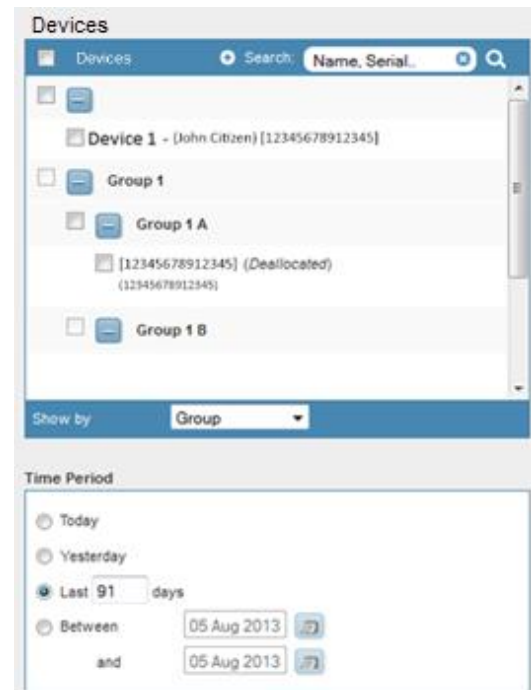 Devices
Devices Search: Name, Serial..
Device 1 - (John Citizen) [12345678912345]
Group 1
Group 1 A
[12345678912345] (Deallocated)
(12345678912345)
Group 1 B
Show by Group
Time Period
Today
Yesterday
Last 91 days
Between 05 Aug 2013
and 05 Aug 2013